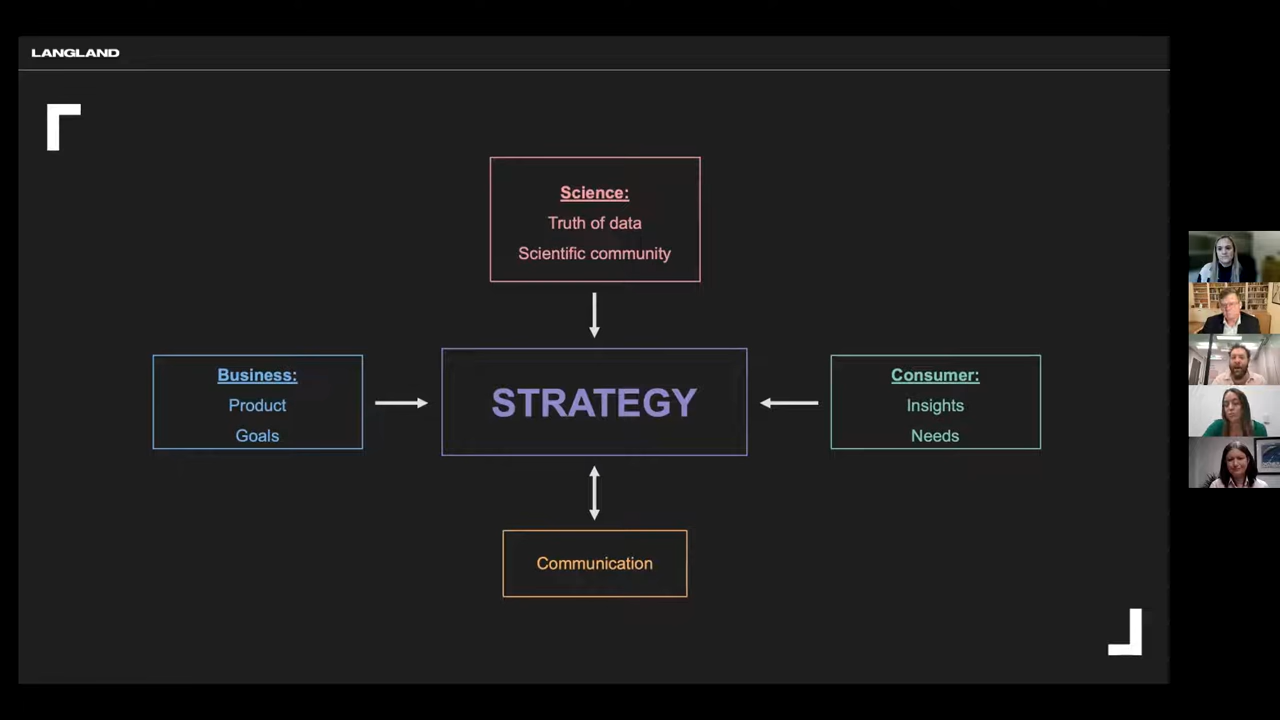 LANGLAND
Science:
Truth of data
Scientific community
Business:
Product
Goals
STRATEGY
Consumer:
Insights
Needs
Communication